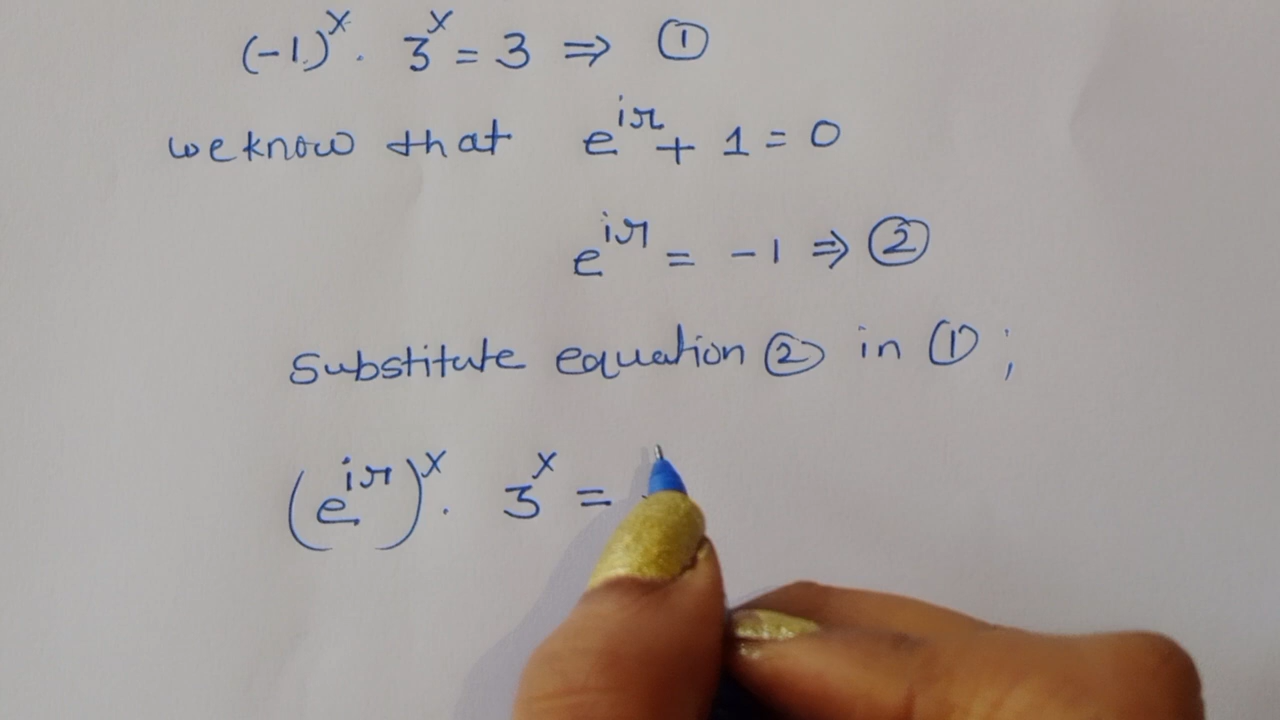 (-1)^x . 3^x = 3 ⇒ ①
we know that e^{iπ} + 1 = 0
e^{iπ} = -1 ⇒ ②
Substitute equation ② in ① ;
(e^{iπ})^x . 3^x =